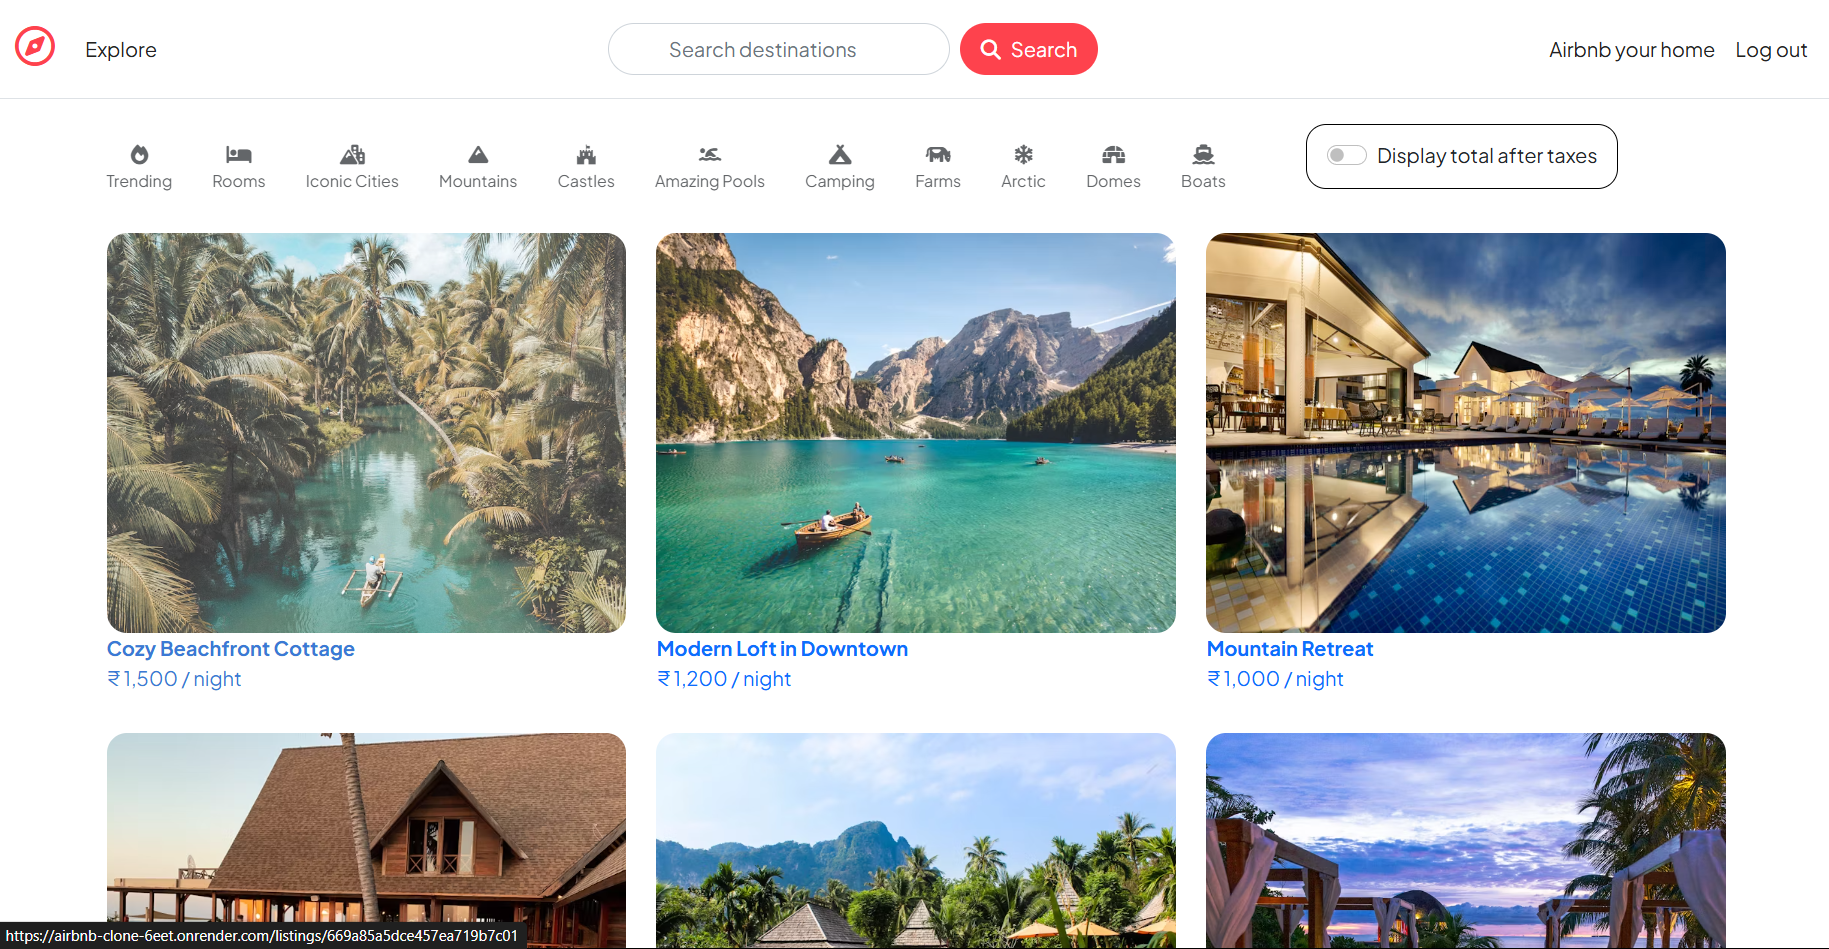 Explore
Search destinations
Search
Airbnb your home
Log out
Trending
Rooms
Iconic Cities
Mountains
Castles
Amazing Pools
Camping
Farms
Arctic
Domes
Boats
Display total after taxes
Cozy Beachfront Cottage
₹1,500 / night
Modern Loft in Downtown
₹1,200 / night
Mountain Retreat
₹1,000 / night
https://airbnb-clone-6eet.onrender.com/listings/669a85a5dce457ea719b7c01